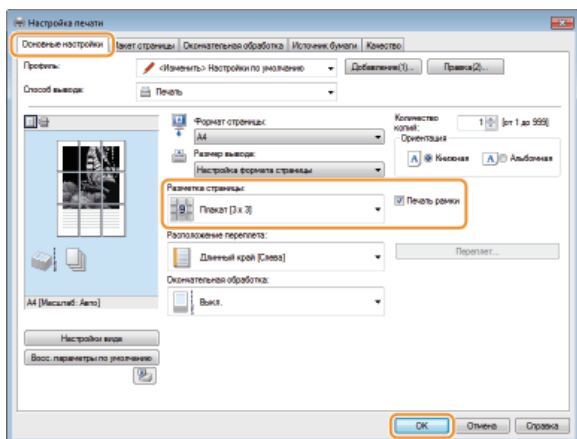 Настройка печати
Основные настройки Макет страницы Окончательная обработка Источник бумаги Качество
Профиль: <Изменить> Настройки по умолчанию Добавление(1)... Правка(2)...
Способ вывода: Печать
Формат страницы:
A4
Размер вывода:
Настройка формата страницы
Количество копий: 1 [от 1 до 999]
Ориентация
A Книжная A Альбомная
Разметка страницы:
9 Плакат [3 x 3]
Печать рамки
Расположение переплета:
Длинный край [Слева]
Переплет...
Окончательная обработка:
Выкл.
A4 [Масштаб: Авто]
Настройки вида
Восс. параметры по умолчанию
OK Отмена Справка